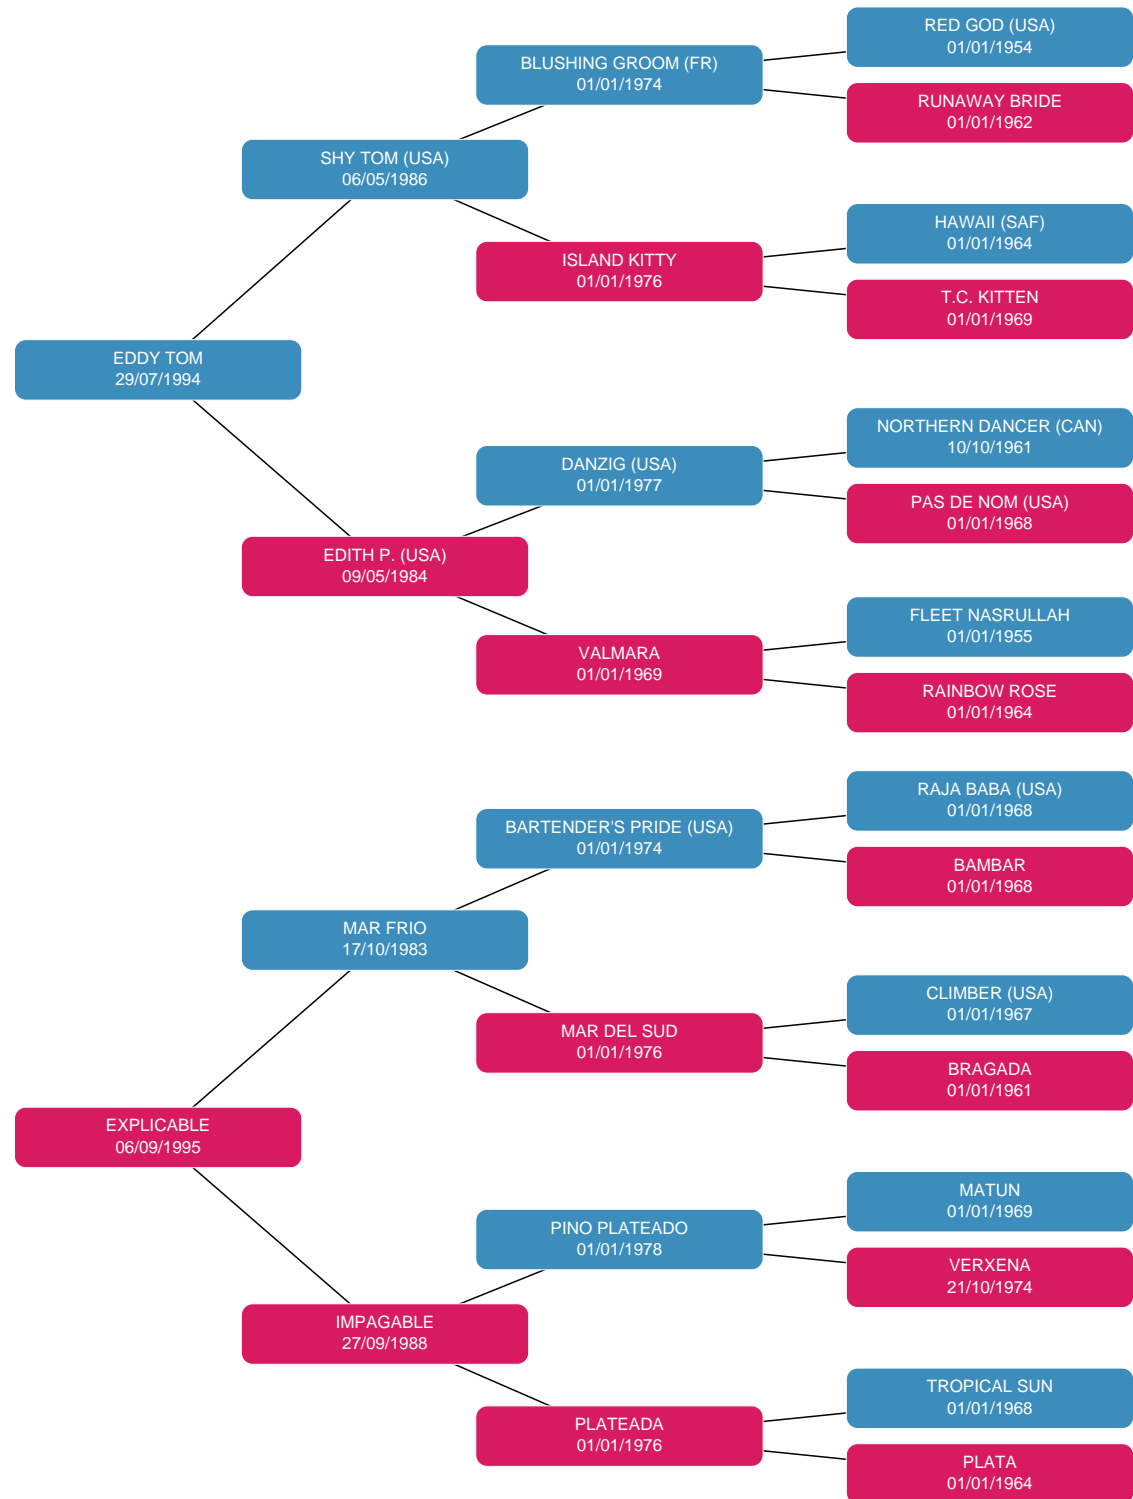 RED GOD (USA)
01/01/1954
BLUSHING GROOM (FR)
01/01/1974
RUNAWAY BRIDE
01/01/1962
SHY TOM (USA)
06/05/1986
HAWAII (SAF)
01/01/1964
ISLAND KITTY
01/01/1976
T.C. KITTEN
01/01/1969
EDDY TOM
29/07/1994
NORTHERN DANCER (CAN)
10/10/1961
DANZIG (USA)
01/01/1977
PAS DE NOM (USA)
01/01/1968
EDITH P. (USA)
09/05/1984
FLEET NASRULLAH
01/01/1955
VALMARA
01/01/1969
RAINBOW ROSE
01/01/1964
RAJA BABA (USA)
01/01/1968
BARTENDER'S PRIDE (USA)
01/01/1974
BAMBAR
01/01/1968
MAR FRIO
17/10/1983
CLIMBER (USA)
01/01/1967
MAR DEL SUD
01/01/1976
BRAGADA
01/01/1961
EXPLICABLE
06/09/1995
MATUN
01/01/1969
PINO PLATEADO
01/01/1978
VERXENA
21/10/1974
IMPAGABLE
27/09/1988
TROPICAL SUN
01/01/1968
PLATEADA
01/01/1976
PLATA
01/01/1964